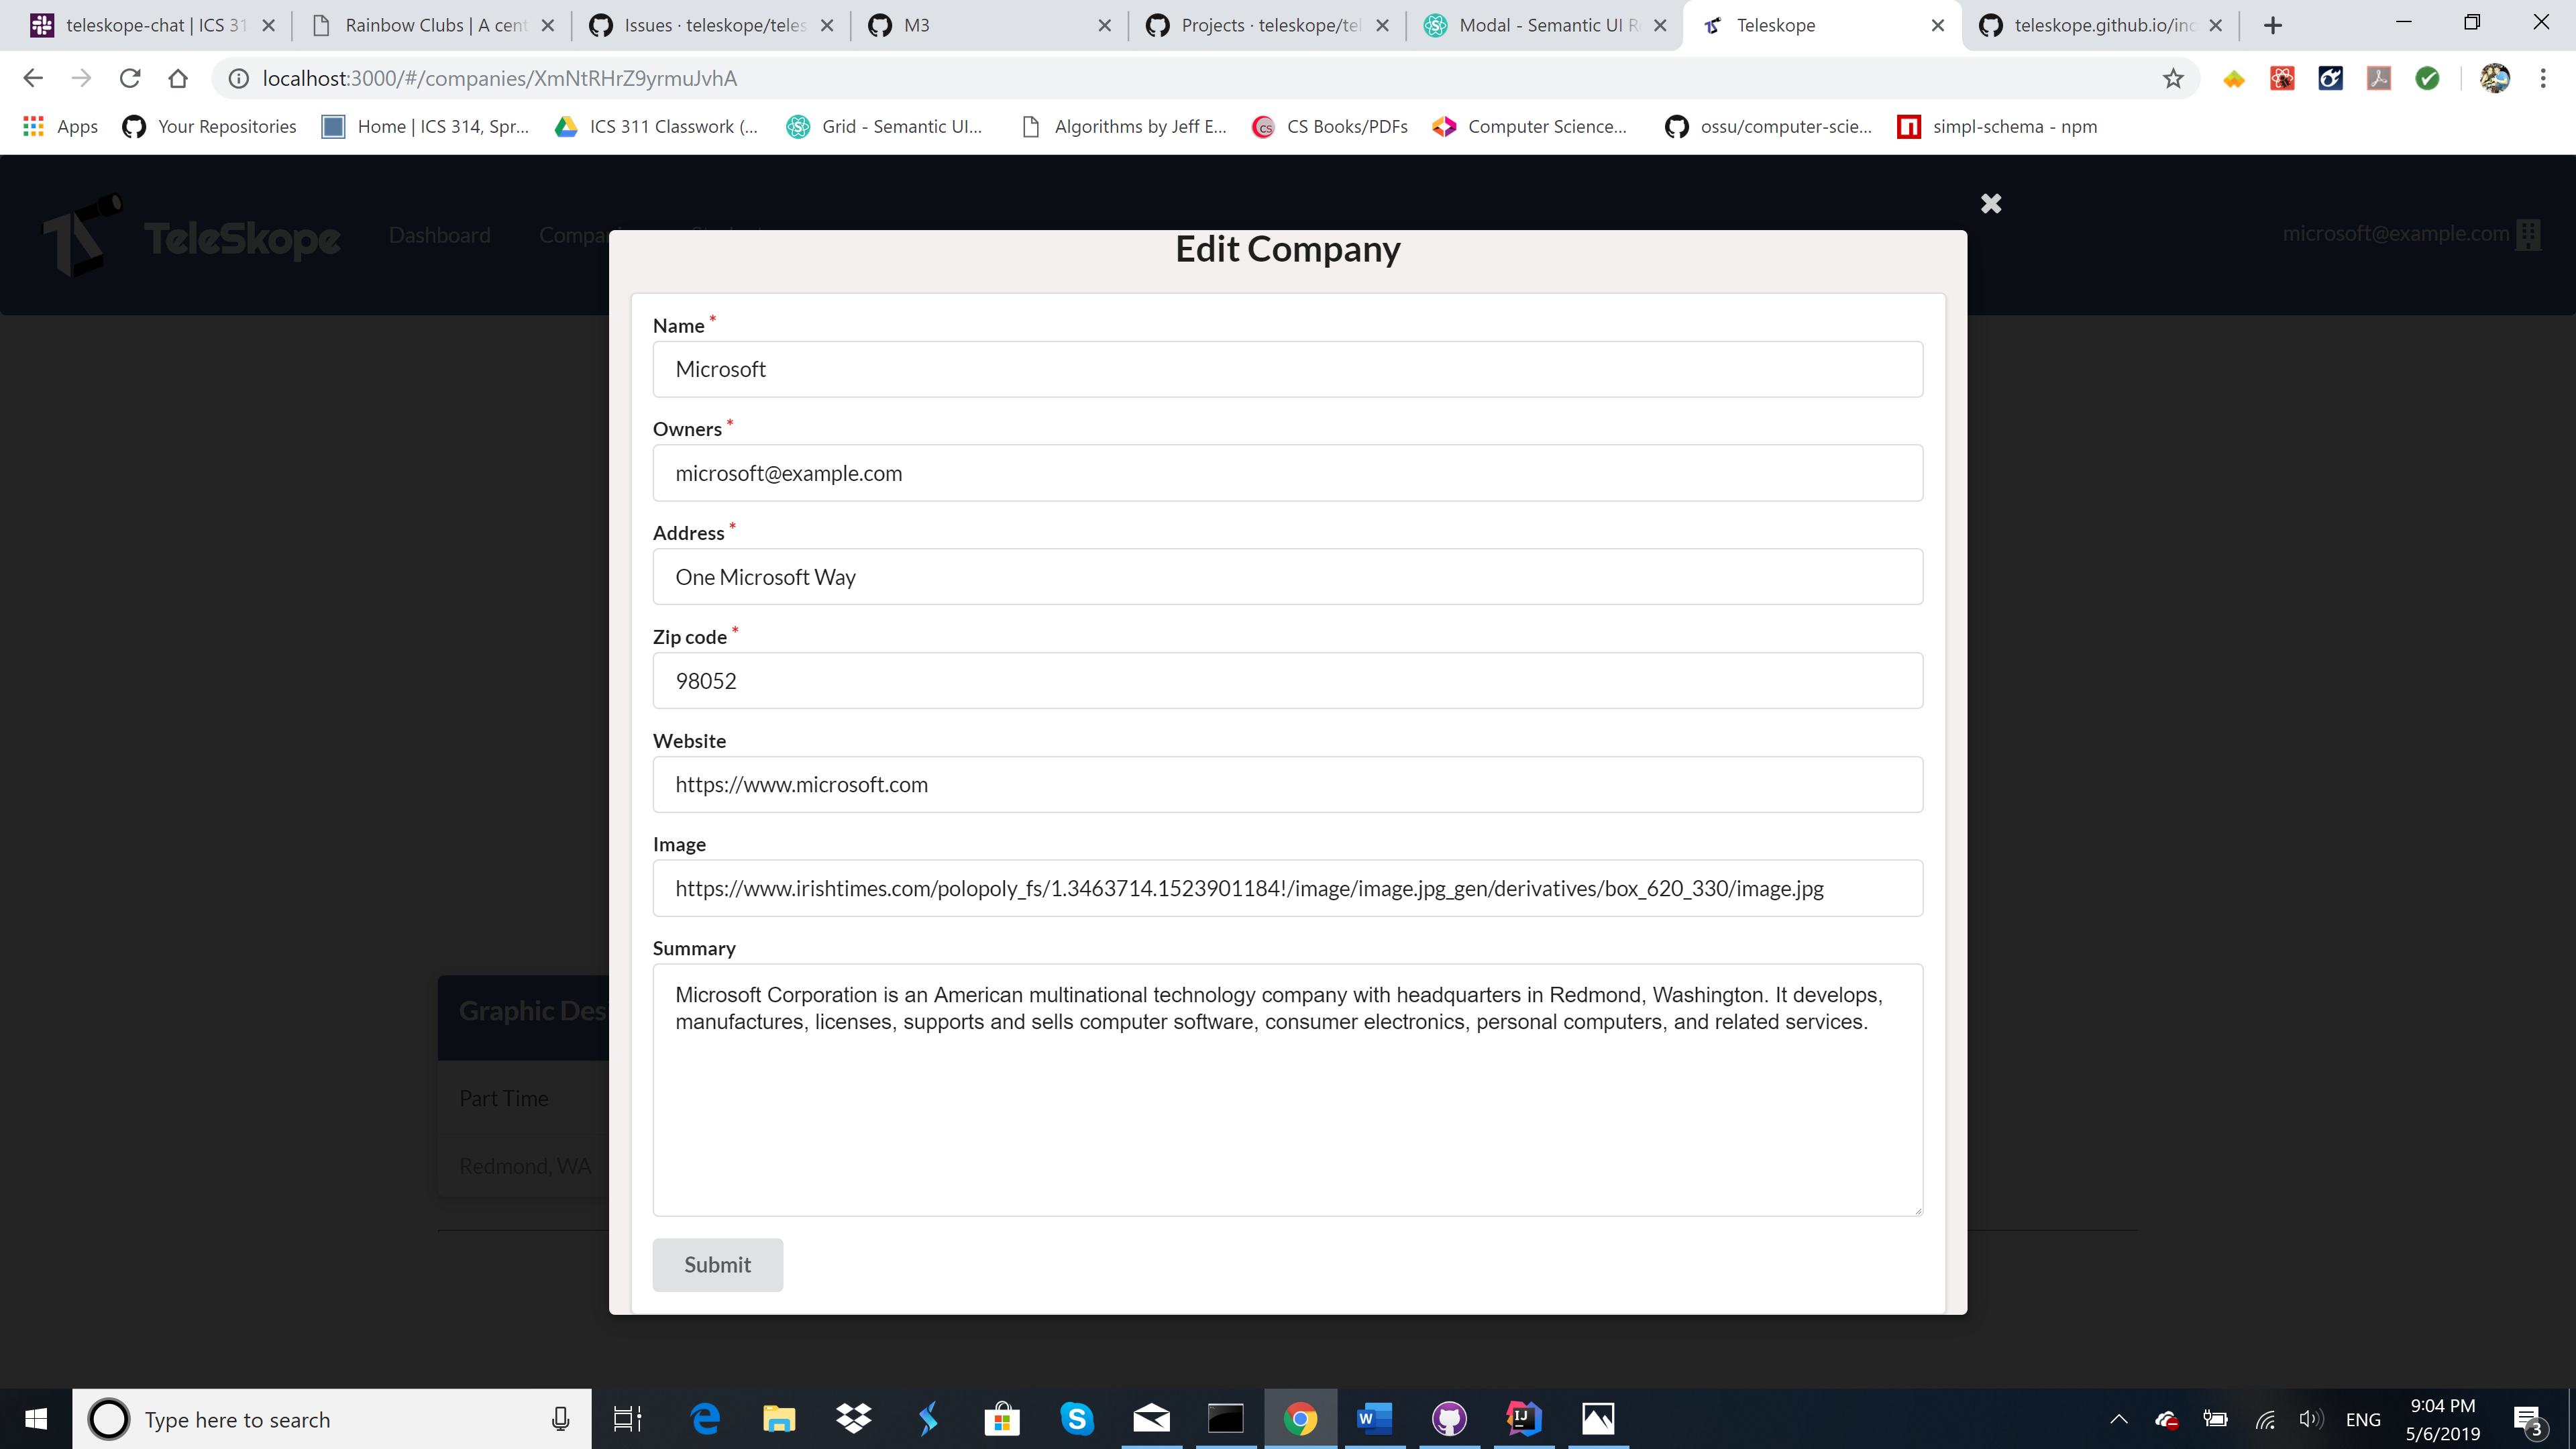 teleskope-chat | ICS 31
Rainbow Clubs | A cent
Issues · teleskope/teles
M3
Projects · teleskope/tel
Modal - Semantic UI R
Teleskope
teleskope.github.io/ind
localhost:3000/#/companies/XmNtRHrZ9yrmuJvhA
Apps
Your Repositories
Home | ICS 314, Spr...
ICS 311 Classwork (...
Grid - Semantic UI...
Algorithms by Jeff E...
CS Books/PDFs
Computer Science...
ossu/computer-scie...
simpl-schema - npm
TeleSkope
Dashboard
Compan
microsoft@example.com
Edit Company
Name *
Microsoft
Owners *
microsoft@example.com
Address *
One Microsoft Way
Zip code *
98052
Website
https://www.microsoft.com
Image
https://www.irishtimes.com/polopoly_fs/1.3463714.1523901184!/image/image.jpg_gen/derivatives/box_620_330/image.jpg
Summary
Microsoft Corporation is an American multinational technology company with headquarters in Redmond, Washington. It develops,
manufactures, licenses, supports and sells computer software, consumer electronics, personal computers, and related services.
Submit
Graphic Des
Part Time
Redmond, WA
Type here to search
ENG
9:04 PM
5/6/2019
3